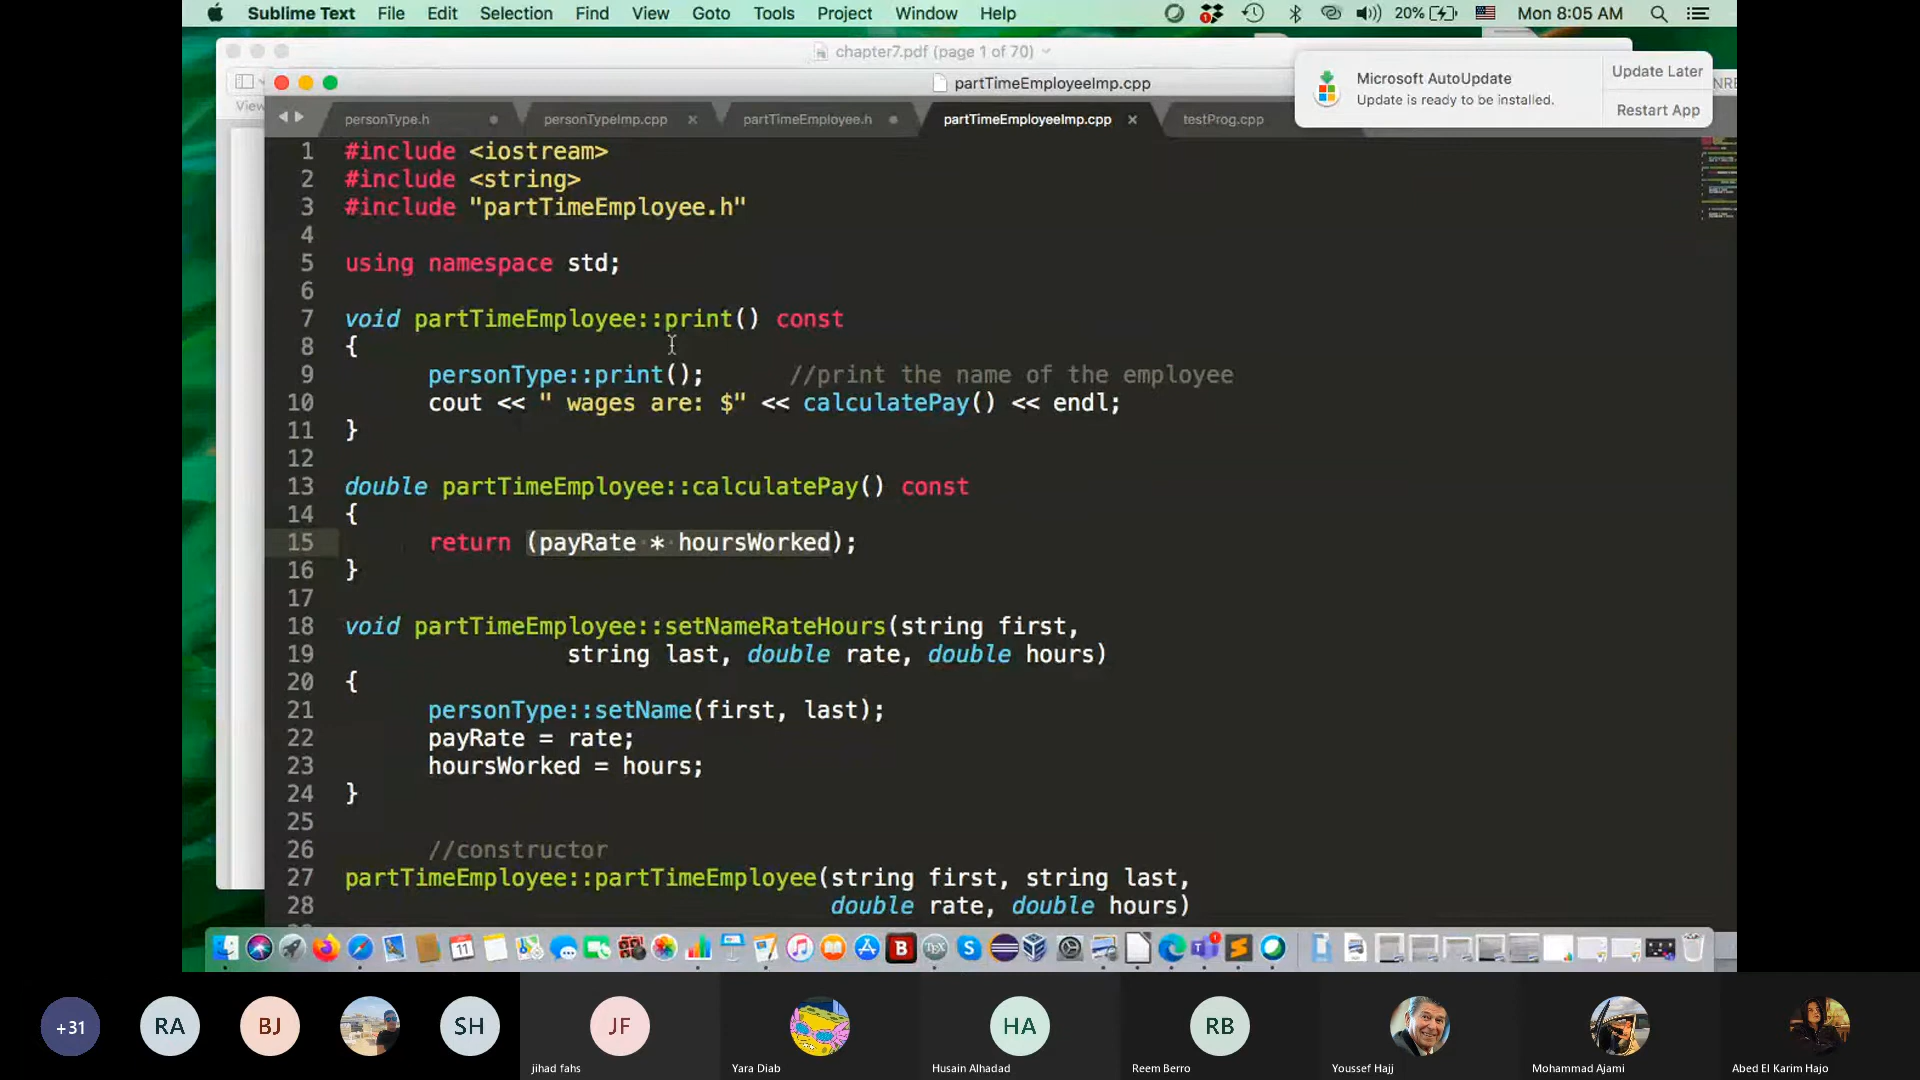 Sublime Text File Edit Selection Find View Goto Tools Project Window Help 20% Mon 8:05 AM
chapter7.pdf (page 1 of 70)
partTimeEmployeeImp.cpp
View
Microsoft AutoUpdate
Update is ready to be installed.
Update Later
Restart App
personType.h personTypeImp.cpp partTimeEmployee.h partTimeEmployeeImp.cpp testProg.cpp
1 #include <iostream>
2 #include <string>
3 #include "partTimeEmployee.h"
4
5 using namespace std;
6
7 void partTimeEmployee::print() const
8 {
9 personType::print(); //print the name of the employee
10 cout << " wages are: $" << calculatePay() << endl;
11 }
12
13 double partTimeEmployee::calculatePay() const
14 {
15 return (payRate * hoursWorked);
16 }
17
18 void partTimeEmployee::setNameRateHours(string first,
19 string last, double rate, double hours)
20 {
21 personType::setName(first, last);
22 payRate = rate;
23 hoursWorked = hours;
24 }
25
26 //constructor
27 partTimeEmployee::partTimeEmployee(string first, string last,
28 double rate, double hours)
+31 RA BJ SH JF HA RB
jihad fahs Yara Diab Husain Alhadad Reem Berro Youssef Hajj Mohammad Ajami Abed El Karim Hajo